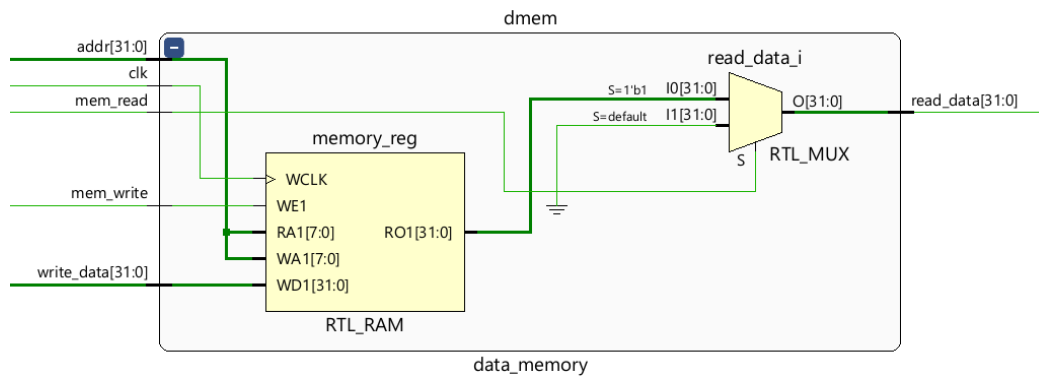 dmem
addr[31:0]
clk
mem_read
mem_write
write_data[31:0]
memory_reg
WCLK
WE1
RA1[7:0]
WA1[7:0]
WD1[31:0]
RO1[31:0]
RTL_RAM
read_data_i
S=1'b1 I0[31:0]
S=default I1[31:0]
O[31:0]
S
RTL_MUX
read_data[31:0]
data_memory